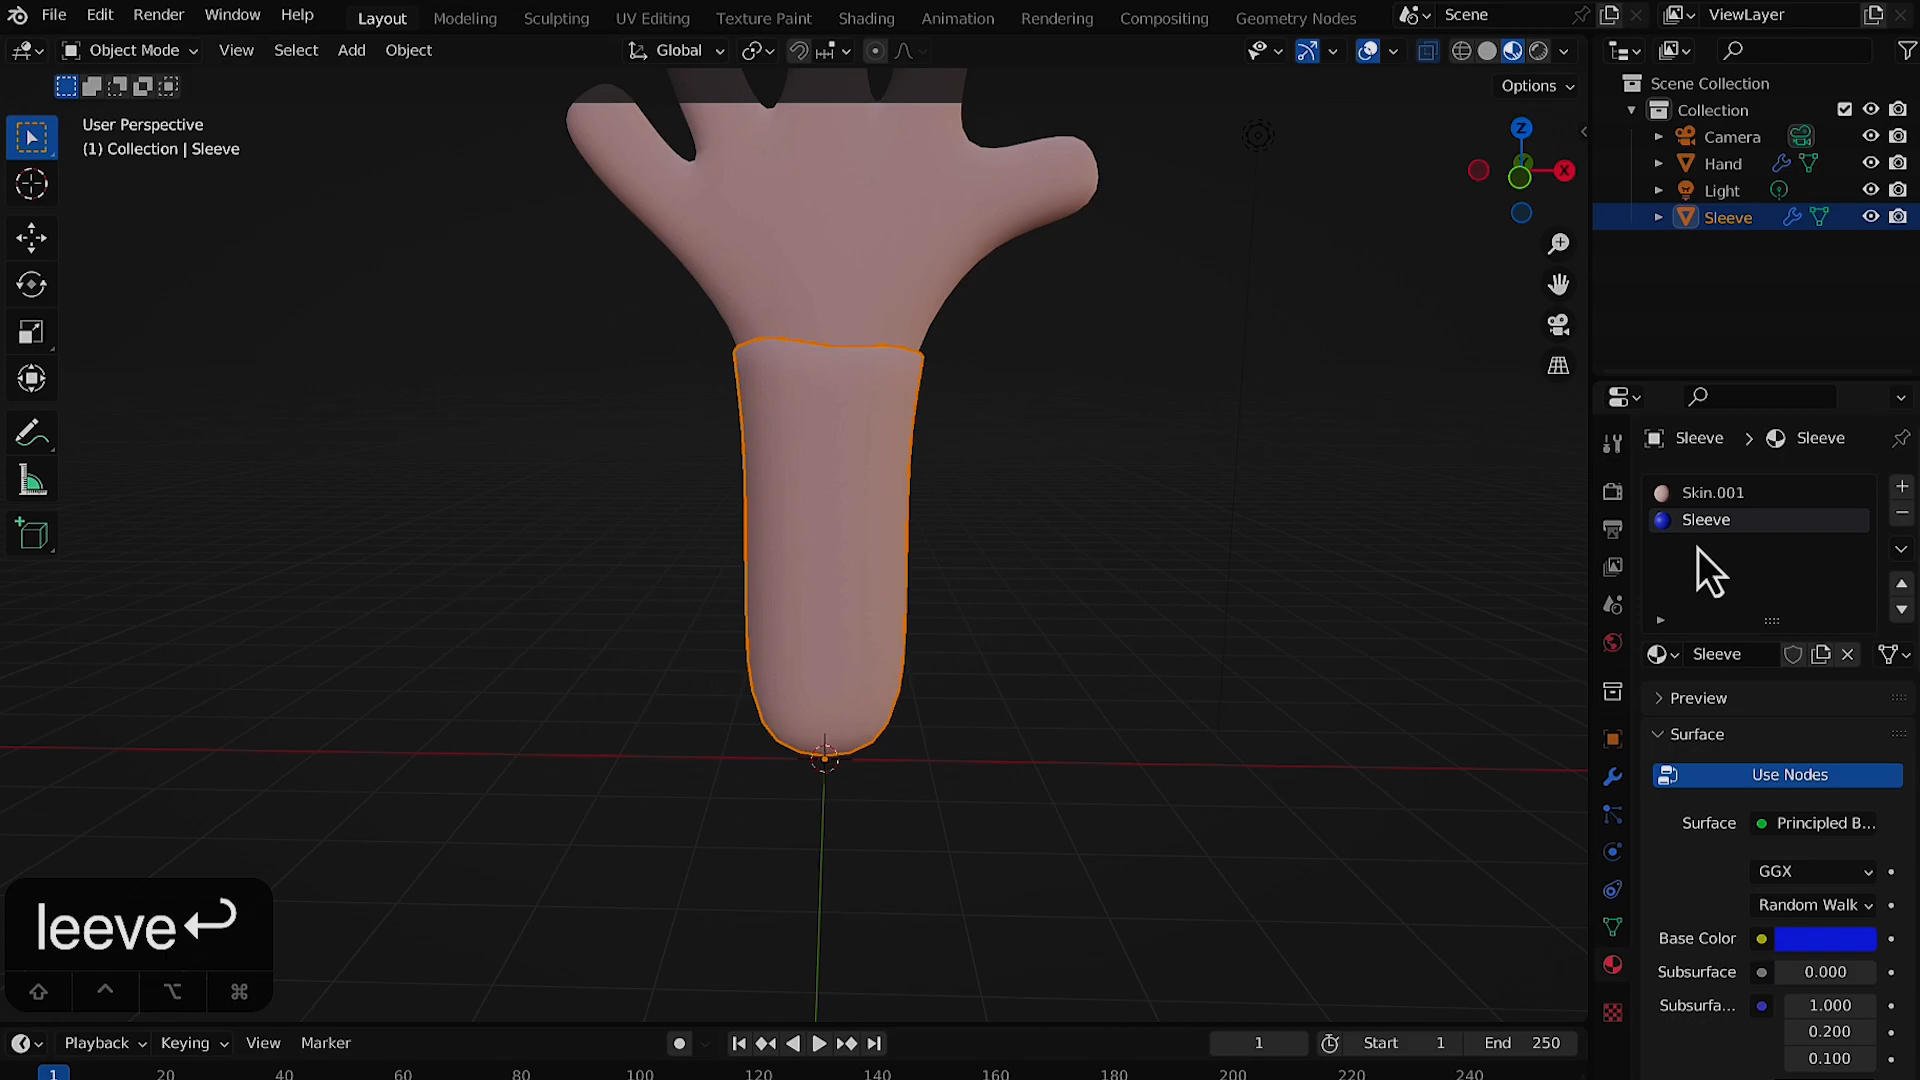 File Edit Render Window Help Layout Modeling Sculpting UV Editing Texture Paint Shading Animation Rendering Compositing Geometry Nodes Scene ViewLayer
Object Mode View Select Add Object Global
Options
User Perspective
(1) Collection | Sleeve
Z
Y
X
Scene Collection
Collection
Camera
Hand
Light
Sleeve
Sleeve > Sleeve
Skin.001
Sleeve
Sleeve
Preview
Surface
Use Nodes
Surface Principled B...
GGX
Random Walk
Base Color
Subsurface 0.000
Subsurfa... 1.000
0.200
0.100
leeve
Playback Keying View Marker 1 Start 1 End 250
1 20 40 60 80 100 120 140 160 180 200 220 240